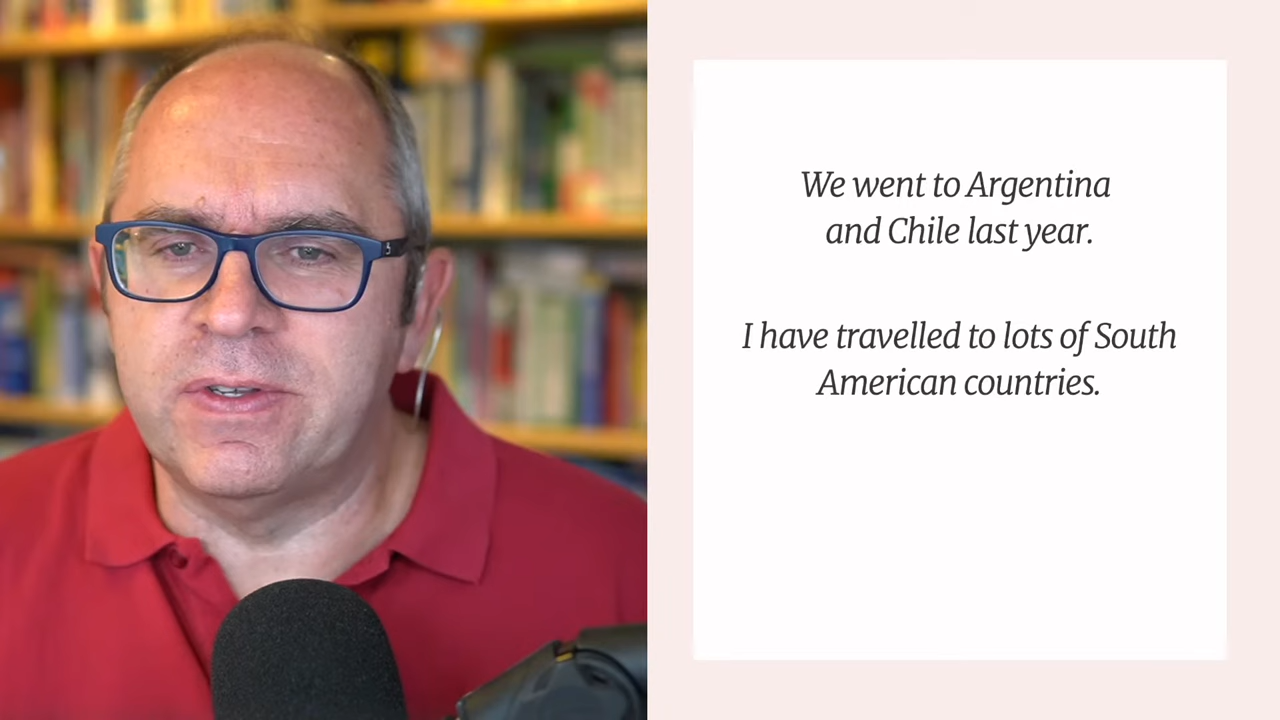 We went to Argentina
and Chile last year.
I have travelled to lots of South
American countries.